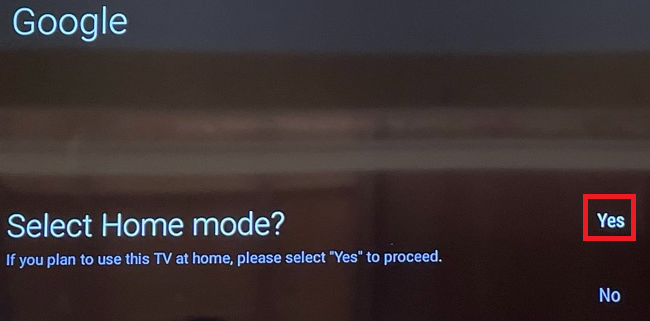 Google
Select Home mode?
Yes
If you plan to use this TV at home, please select "Yes" to proceed.
No